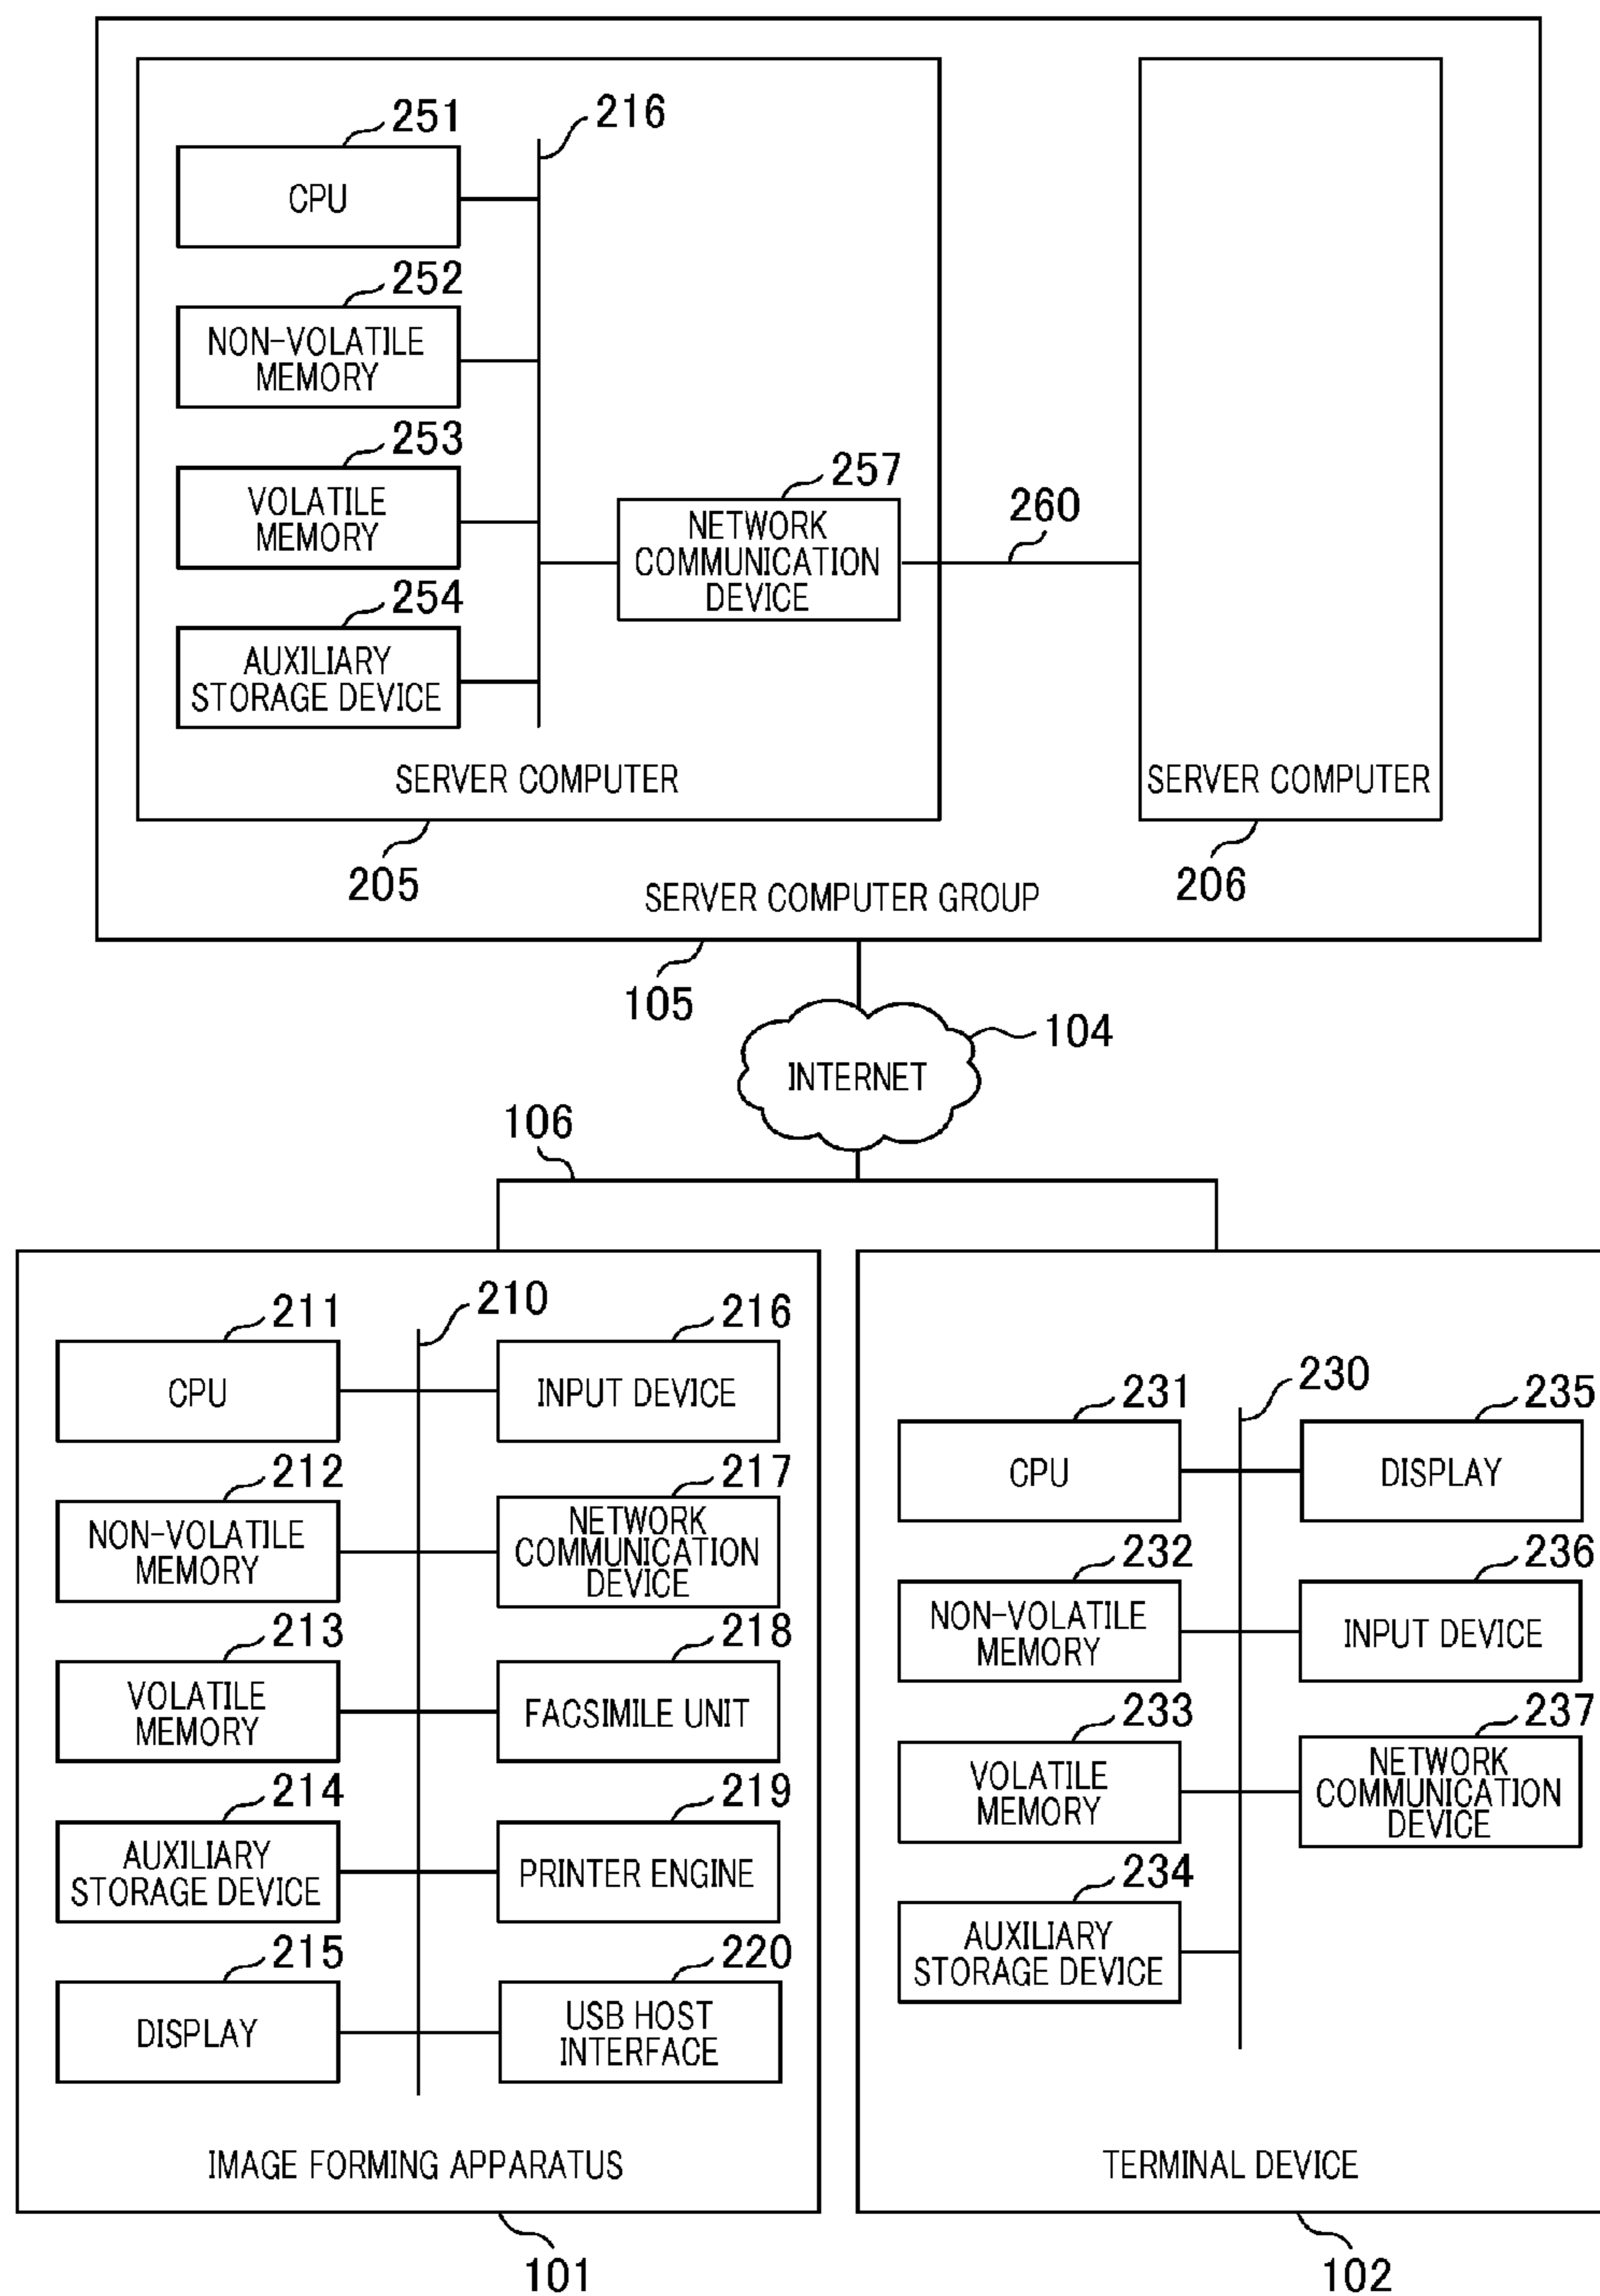 251
216
CPU
252
NON-VOLATILE
MEMORY
253
VOLATILE
MEMORY
257
NETWORK
COMMUNICATION
DEVICE
260
254
AUXILIARY
STORAGE DEVICE
SERVER COMPUTER
SERVER COMPUTER
205
206
SERVER COMPUTER GROUP
105
104
INTERNET
106
211
210
216
CPU
INPUT DEVICE
212
217
NON-VOLATILE
MEMORY
NETWORK
COMMUNICATION
DEVICE
213
218
VOLATILE
MEMORY
FACSIMILE UNIT
214
219
AUXILIARY
STORAGE DEVICE
PRINTER ENGINE
215
220
DISPLAY
USB HOST
INTERFACE
IMAGE FORMING APPARATUS
101
231
230
235
CPU
DISPLAY
232
236
NON-VOLATILE
MEMORY
INPUT DEVICE
233
237
VOLATILE
MEMORY
NETWORK
COMMUNICATION
DEVICE
234
AUXILIARY
STORAGE DEVICE
TERMINAL DEVICE
102